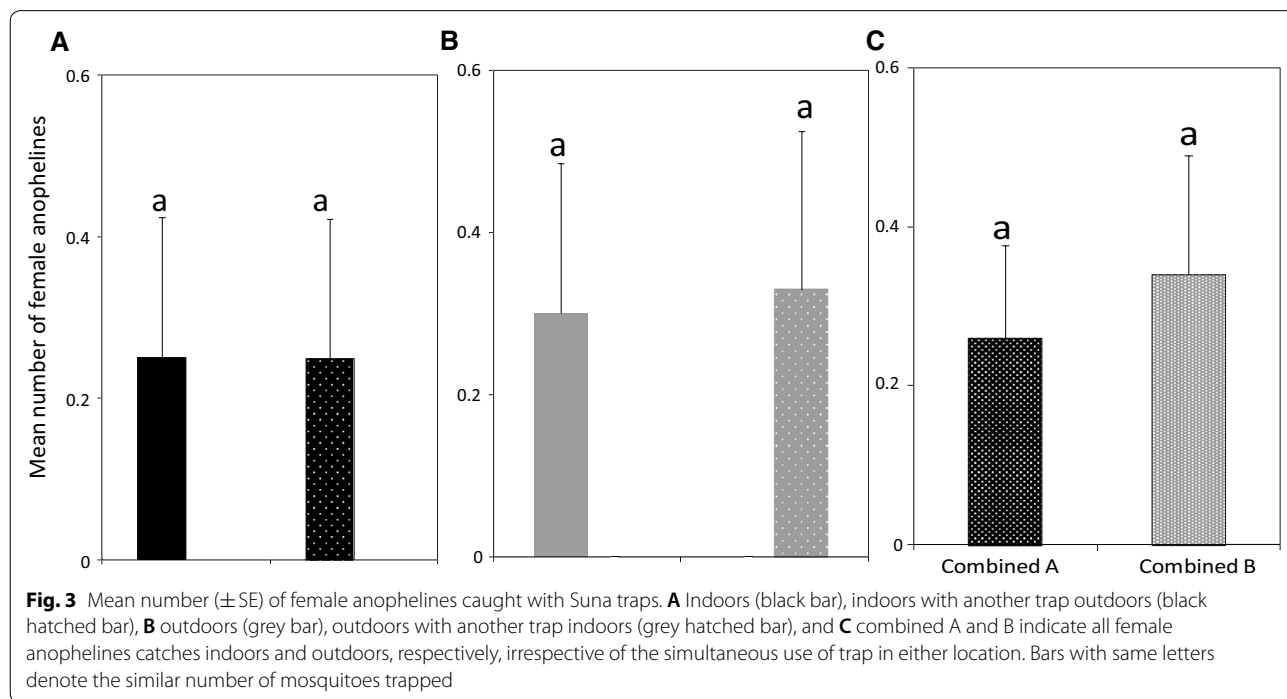 A
B
C
Mean number of female anophelines
0.6
0.4
0.2
0
a
a
0.6
0.4
0.2
0
a
a
0.6
0.4
0.2
0
a
a
Combined A
Combined B
Fig. 3 Mean number (±SE) of female anophelines caught with Suna traps. A Indoors (black bar), indoors with another trap outdoors (black
hatched bar), B outdoors (grey bar), outdoors with another trap indoors (grey hatched bar), and C combined A and B indicate all female
anophelines catches indoors and outdoors, respectively, irrespective of the simultaneous use of trap in either location. Bars with same letters
denote the similar number of mosquitoes trapped